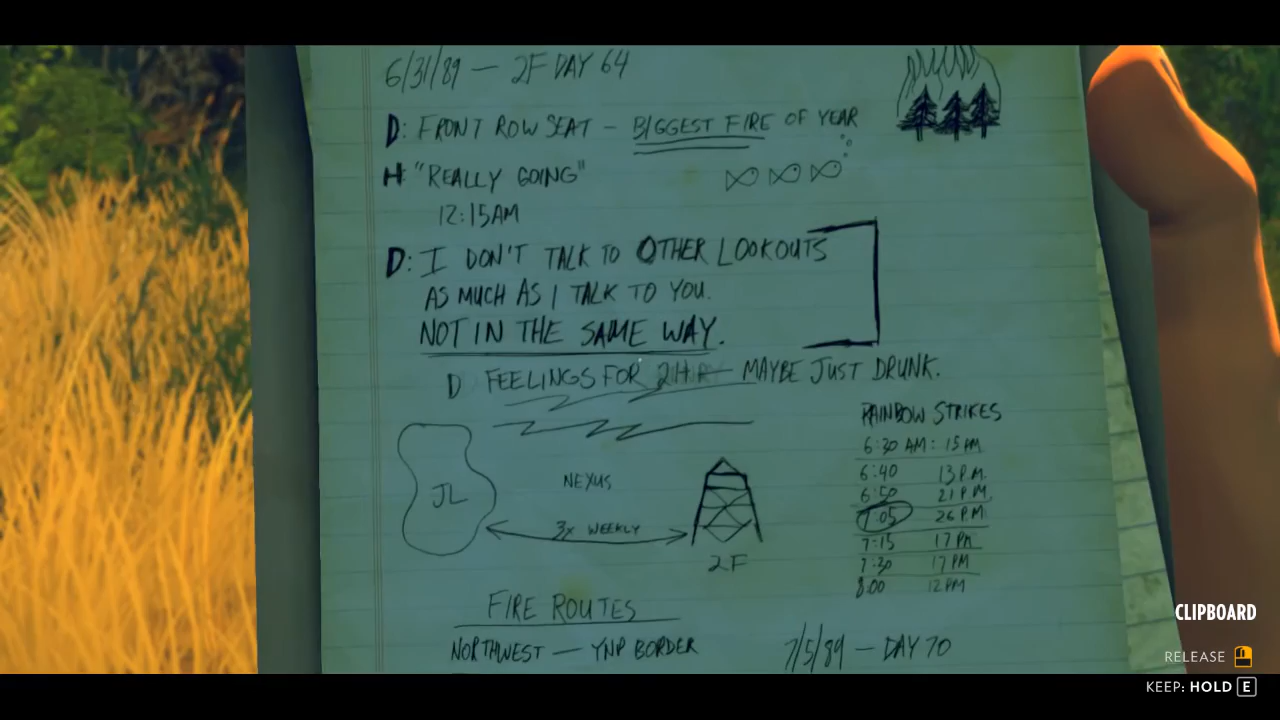 6/31/89 — 2F DAY 64
D: FRONT ROW SEAT – BIGGEST FIRE OF YEAR
H: "REALLY GOING"
12:15AM
D: I DON'T TALK TO OTHER LOOKOUTS
AS MUCH AS I TALK TO YOU.
NOT IN THE SAME WAY.
D FEELINGS FOR 2H MAYBE JUST DRUNK.
JL
NEXUS
3x WEEKLY
2F
RAINBOW STRIKES
6:30 AM: 15 PM
6:40 13 P.M.
6:50 21 P.M.
7:05 26 P.M.
7:15 17 PM
7:30 17 PM
8:00 12 PM
FIRE ROUTES
NORTHWEST — YNP BORDER
7/5/89 — DAY 70
CLIPBOARD
RELEASE
KEEP: HOLD E